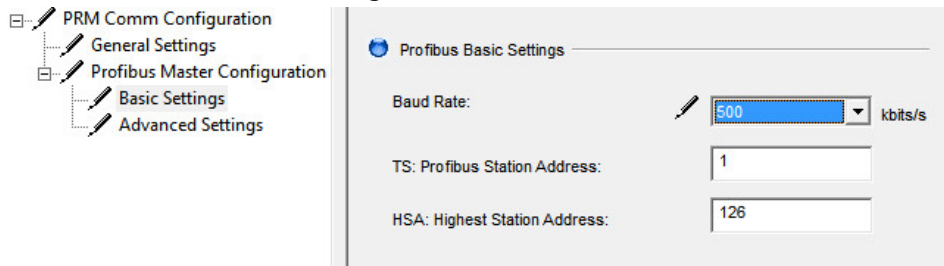 PRM Comm Configuration
General Settings
Profibus Master Configuration
Basic Settings
Advanced Settings
Profibus Basic Settings
Baud Rate: 500 kbits/s
TS: Profibus Station Address: 1
HSA: Highest Station Address: 126